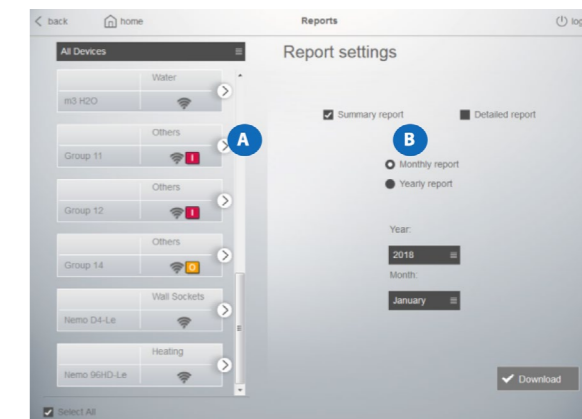 back
home
Reports
log
All Devices
Report settings
Water
m3 H2O
Others
Group 11
I
A
Others
Group 12
I
Others
Group 14
O
Wall Sockets
Nemo D4-Le
Heating
Nemo 96HD-Le
Select All
Summary report
Detailed report
B
Monthly report
Yearly report
Year:
2018
Month:
January
Download